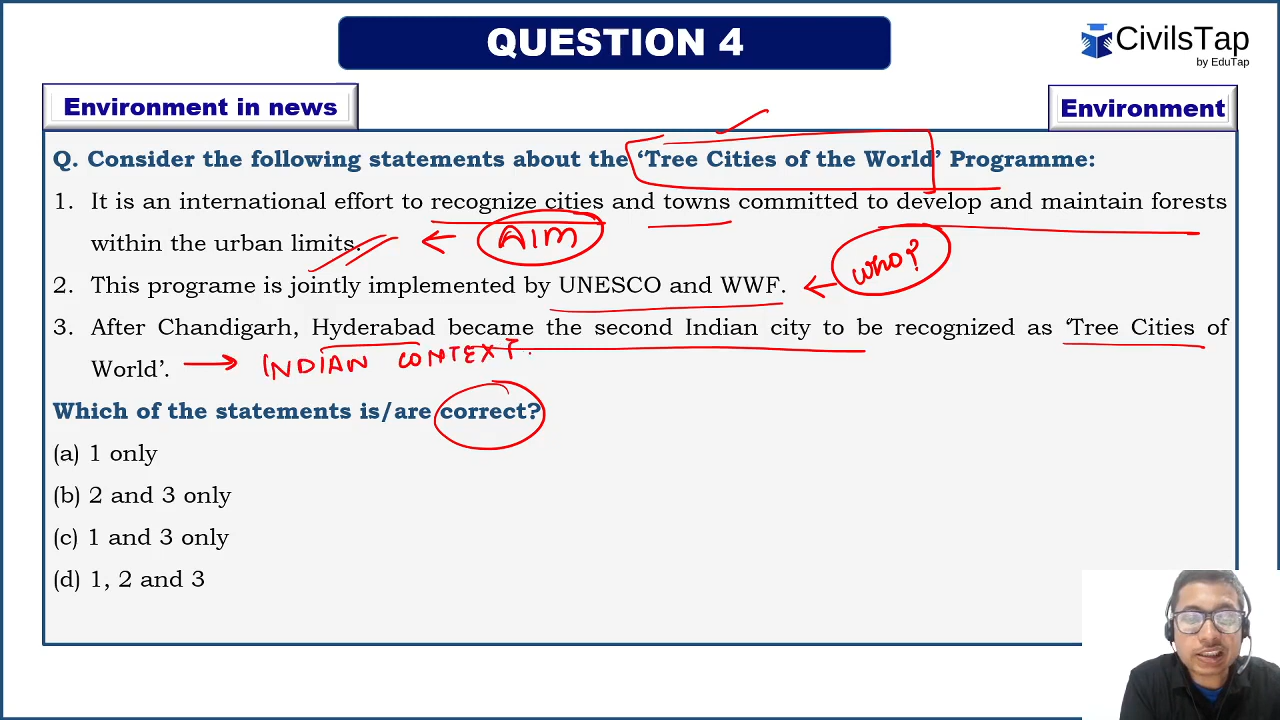 QUESTION 4
CivilsTap
by EduTap
Environment in news
Environment
Q. Consider the following statements about the ‘Tree Cities of the World’ Programme:
1. It is an international effort to recognize cities and towns committed to develop and maintain forests
within the urban limits.
AIM
2. This programe is jointly implemented by UNESCO and WWF.
WHO?
3. After Chandigarh, Hyderabad became the second Indian city to be recognized as ‘Tree Cities of
World’.
INDIAN CONTEXT.
Which of the statements is/are correct?
(a) 1 only
(b) 2 and 3 only
(c) 1 and 3 only
(d) 1, 2 and 3